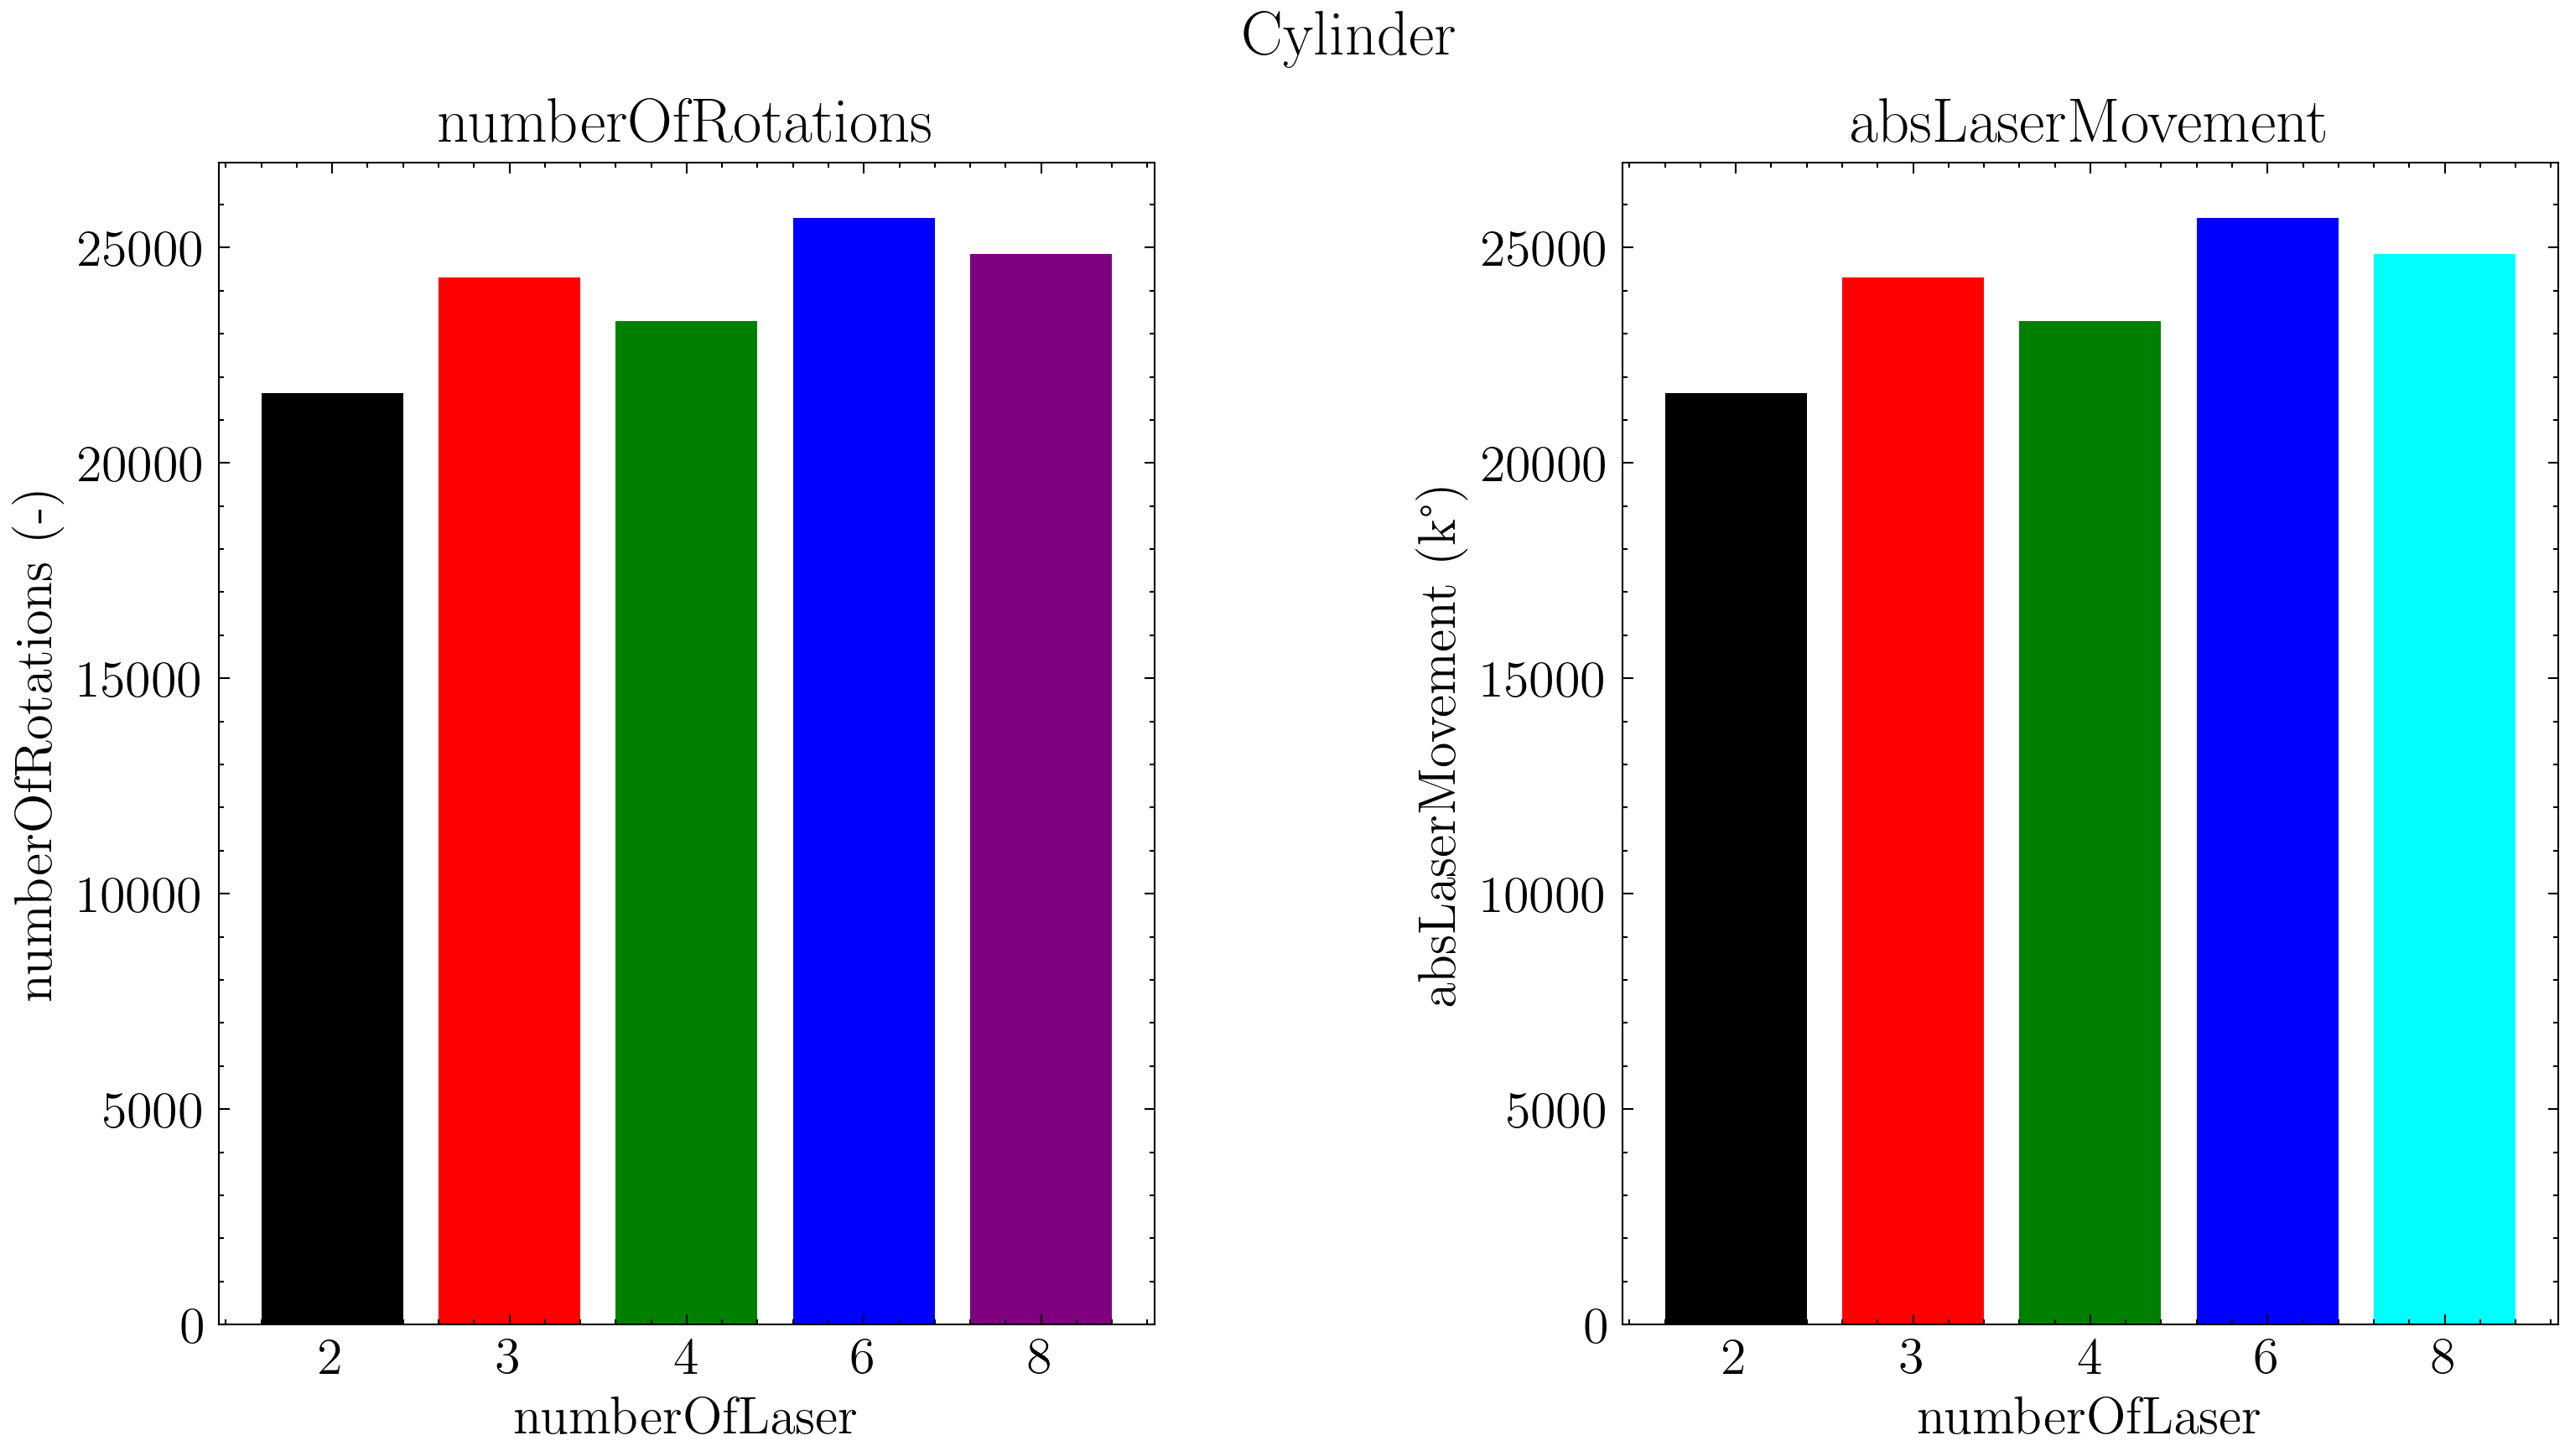 Cylinder
numberOfRotations
numberOfRotations (-)
25000
20000
15000
10000
5000
0
2 3 4 6 8
numberOfLaser
absLaserMovement
absLaserMovement (k°)
25000
20000
15000
10000
5000
0
2 3 4 6 8
numberOfLaser